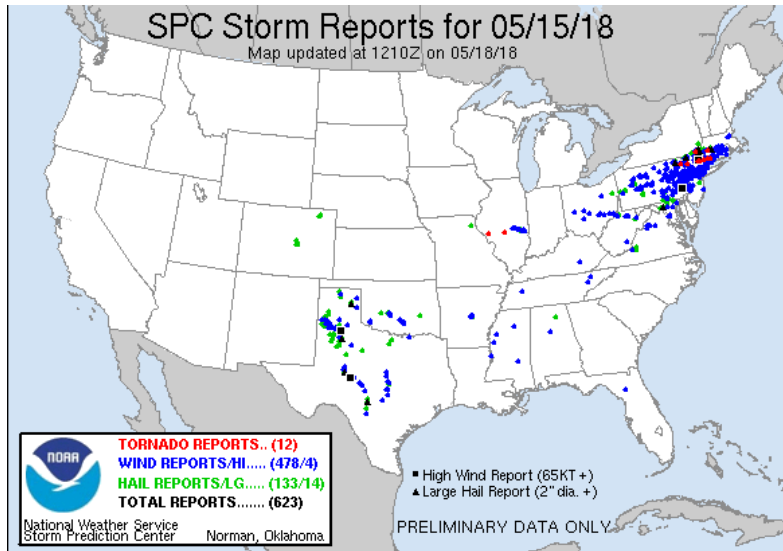 SPC Storm Reports for 05/15/18
Map updated at 1210Z on 05/18/18
NOAA
TORNADO REPORTS.. (12)
WIND REPORTS/HI..... (478/4)
HAIL REPORTS/LG..... (133/14)
TOTAL REPORTS....... (623)
National Weather Service
Storm Prediction Center Norman, Oklahoma
High Wind Report (65KT +)
Large Hail Report (2" dia. +)
PRELIMINARY DATA ONLY